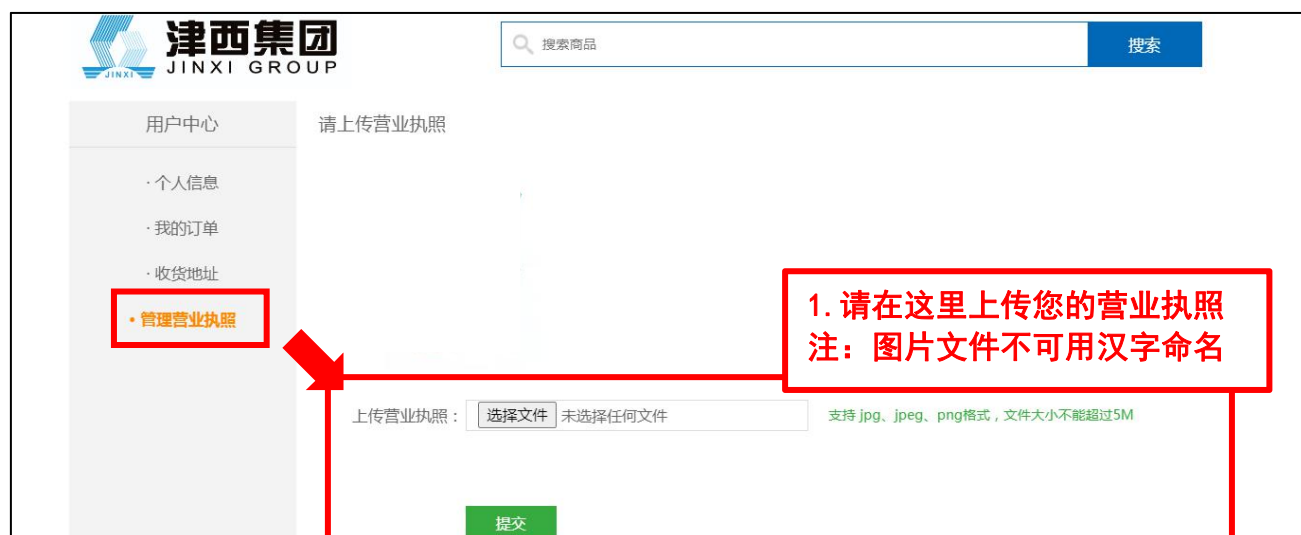 津西集团
JINXI GROUP
JINXI
搜索商品
搜索
用户中心
请上传营业执照
·个人信息
·我的订单
·收货地址
·管理营业执照
1.请在这里上传您的营业执照
注：图片文件不可用汉字命名
上传营业执照：
选择文件 未选择任何文件
支持 jpg、jpeg、png格式，文件大小不能超过5M
提交